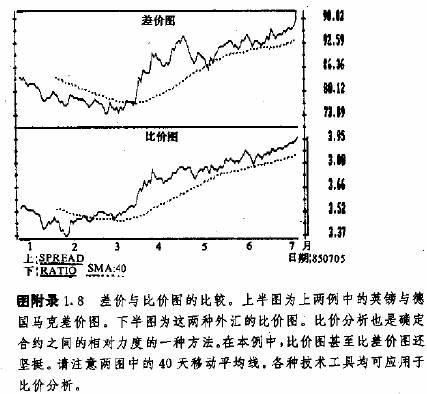 差价图
90.02
92.59
86.36
80.12
73.89
比价图
3.95
3.80
3.66
3.52
3.37
1 2 3 4 5 6 7 月
上:SPREAD 日期:850705
下:RATIO SMA:40
图附录1.8 差价与比价图的比较。上半图为上两例中的英镑与德
国马克差价图。下半图为这两种外汇的比价图。比价分析也是确定
合约之间的相对力度的一种方法。在本例中,比价图甚至比差价图还
坚挺。请注意两图中的40天移动平均线。各种技术工具均可应用于
比价分析。